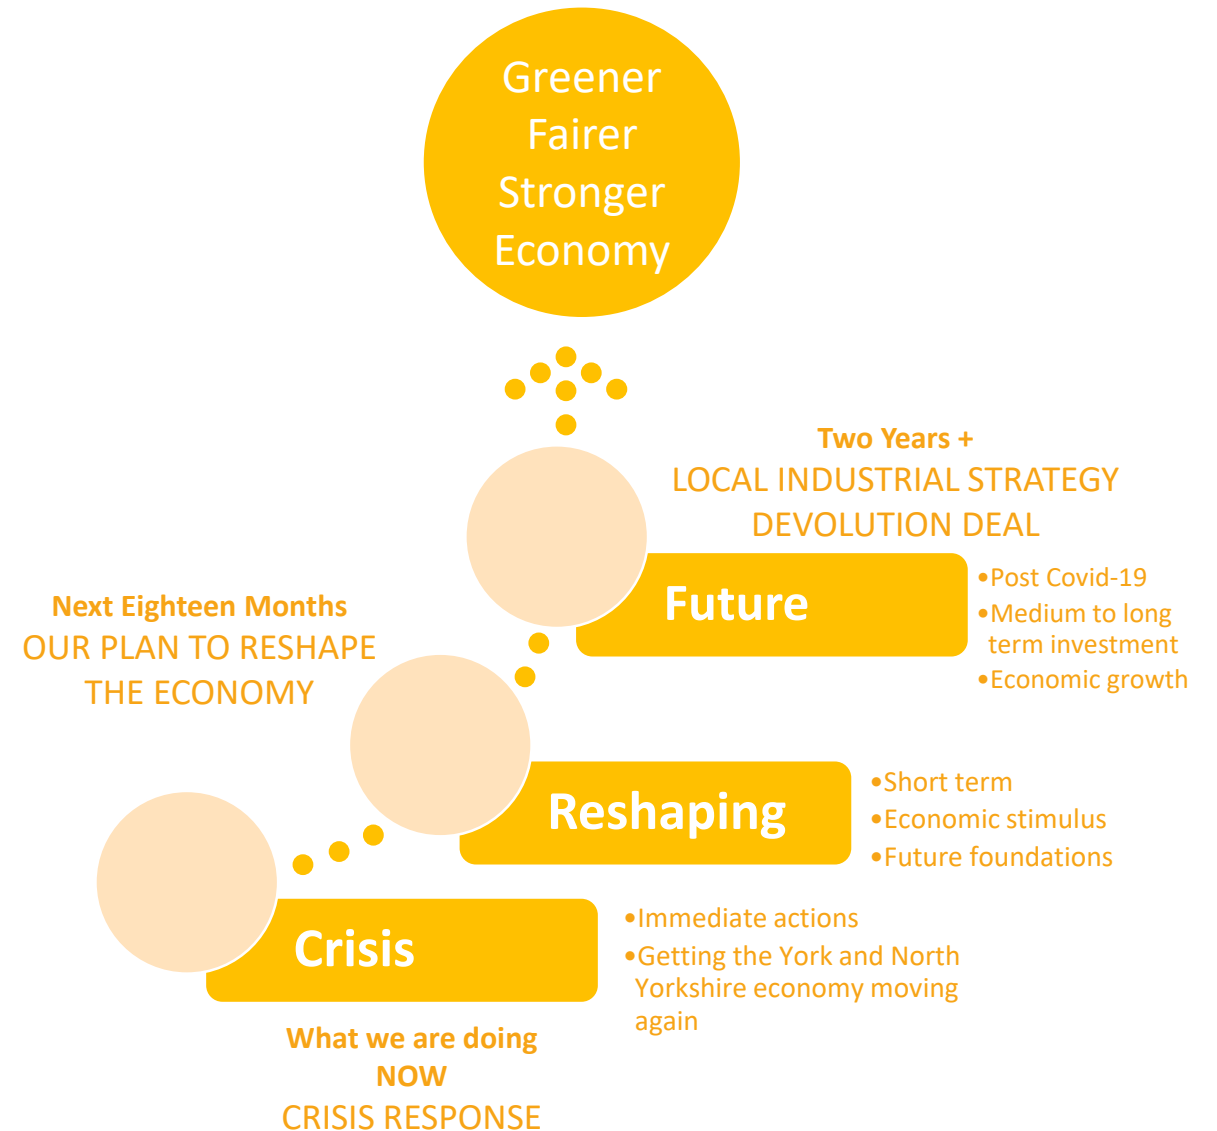 Greener
Fairer
Stronger
Economy
Two Years +
LOCAL INDUSTRIAL STRATEGY
DEVOLUTION DEAL
Future
•Post Covid-19
•Medium to long
term investment
•Economic growth
Next Eighteen Months
OUR PLAN TO RESHAPE
THE ECONOMY
Reshaping
•Short term
•Economic stimulus
•Future foundations
Crisis
•Immediate actions
•Getting the York and North
Yorkshire economy moving
again
What we are doing
NOW
CRISIS RESPONSE